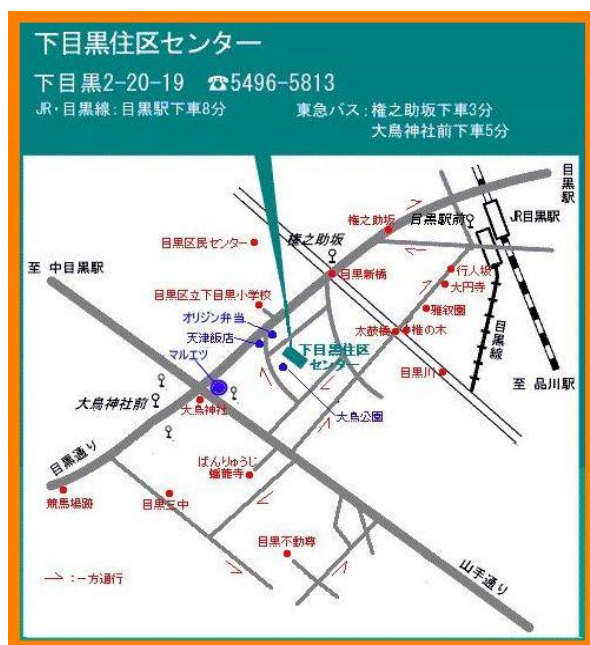 下目黒住区センター
下目黒2-20-19 ☎5496-5813
JR・目黒線:目黒駅下車8分
東急バス:権之助坂下車3分
大鳥神社前下車5分
目黒駅
権之助坂
目黒駅前
JR目黒駅
目黒区民センター
権之助坂
至 中目黒駅
目黒新橋
行人坂
大円寺
目黒区立下目黒小学校
雅叙園
オリジン弁当
太鼓橋
椎の木
目黒線
天津飯店
下目黒住区
センター
マルエツ
目黒川
至 品川駅
大鳥神社前
大鳥神社
大鳥公園
目黒通り
ばんりゅうじ
蟠龍寺
競馬場跡
目黒三中
目黒不動尊
山手通り
:一方通行